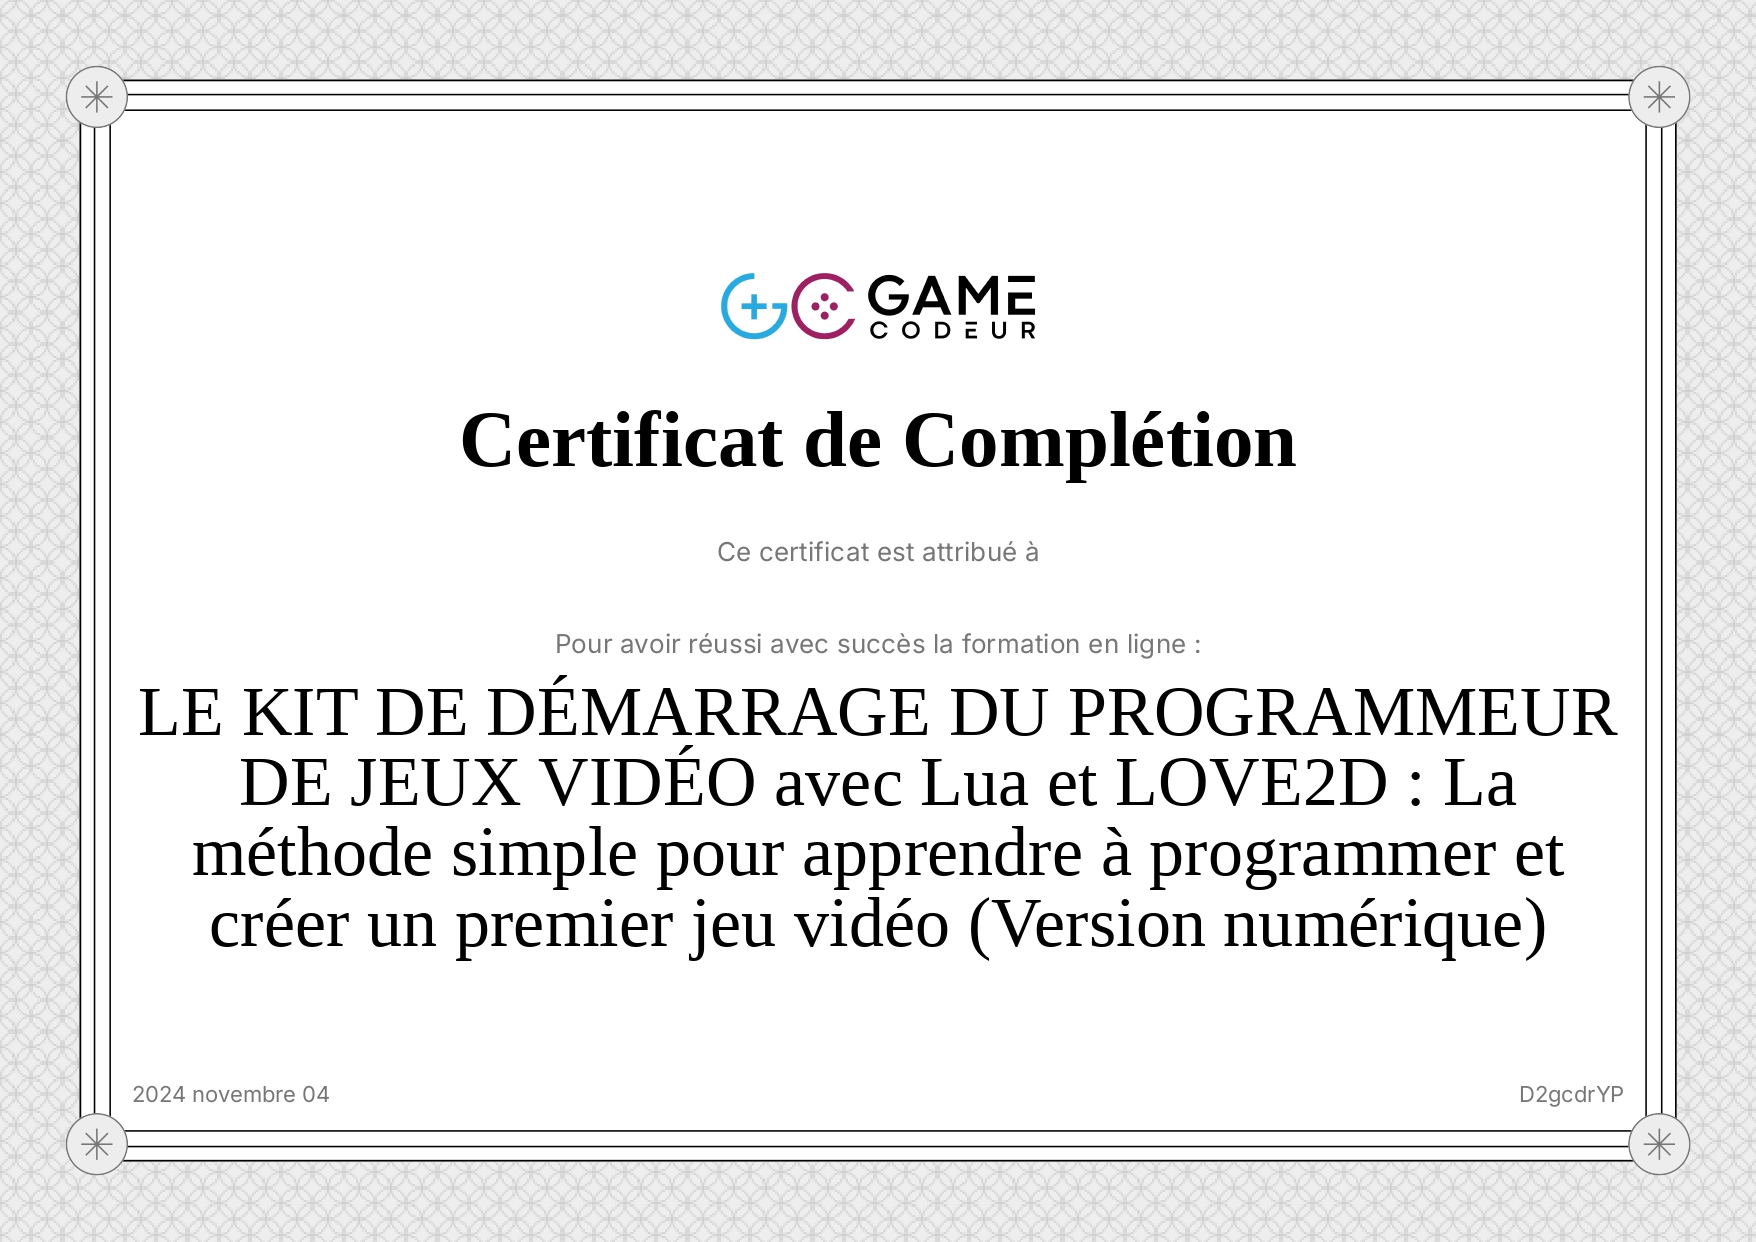 GAME
CODEUR
Certificat de Complétion
Ce certificat est attribué à
Pour avoir réussi avec succès la formation en ligne :
LE KIT DE DÉMARRAGE DU PROGRAMMEUR
DE JEUX VIDÉO avec Lua et LOVE2D : La
méthode simple pour apprendre à programmer et
créer un premier jeu vidéo (Version numérique)
2024 novembre 04
D2gcdrYP